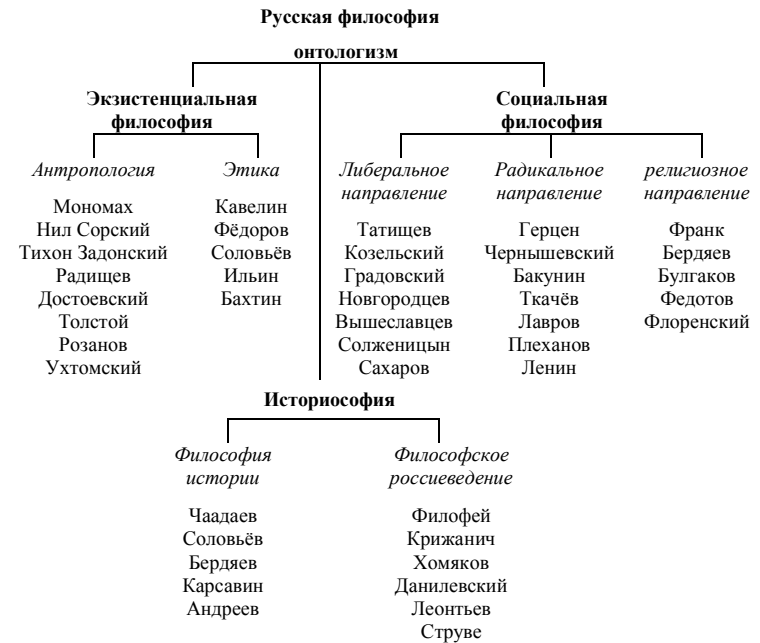 Русская философия
онтологизм
Экзистенциальная
философия
Социальная
философия
Антропология
Мономах
Нил Сорский
Тихон Задонский
Радищев
Достоевский
Толстой
Розанов
Ухтомский
Этика
Кавелин
Фёдоров
Соловьёв
Ильин
Бахтин
Либеральное
направление
Татищев
Козельский
Градовский
Новгородцев
Вышеславцев
Солженицын
Сахаров
Радикальное
направление
Герцен
Чернышевский
Бакунин
Ткачёв
Лавров
Плеханов
Ленин
религиозное
направление
Франк
Бердяев
Булгаков
Федотов
Флоренский
Историософия
Философия
истории
Чаадаев
Соловьёв
Бердяев
Карсавин
Андреев
Философское
россиеведение
Филофей
Крижанич
Хомяков
Данилевский
Леонтьев
Струве